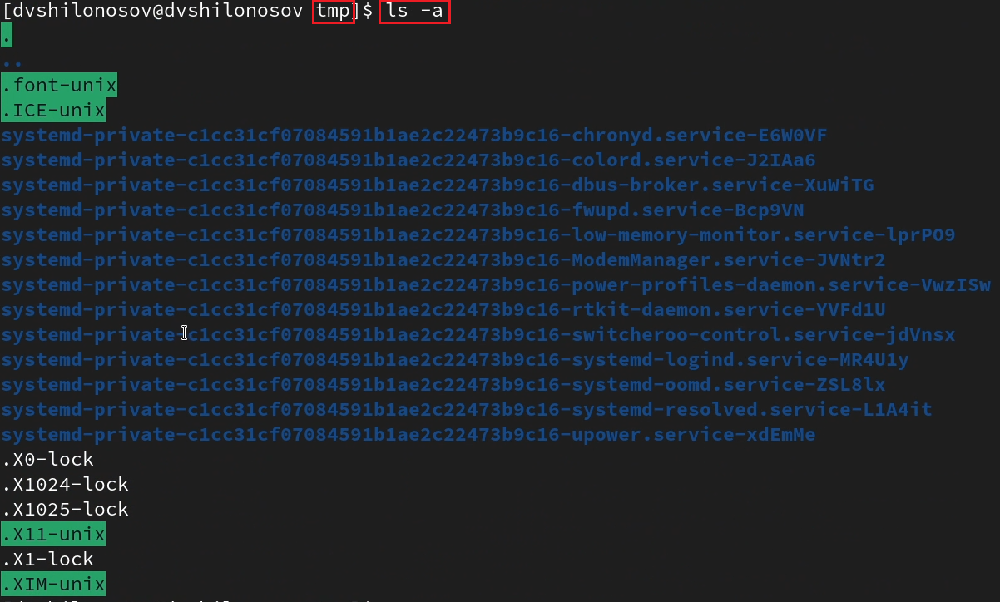 [dvshilonosov@dvshilonosov tmp]$ ls -a
.
..
.font-unix
.ICE-unix
systemd-private-c1cc31cf07084591b1ae2c22473b9c16-chronyd.service-E6W0VF
systemd-private-c1cc31cf07084591b1ae2c22473b9c16-colord.service-J2IAa6
systemd-private-c1cc31cf07084591b1ae2c22473b9c16-dbus-broker.service-XuWiTG
systemd-private-c1cc31cf07084591b1ae2c22473b9c16-fwupd.service-Bcp9VN
systemd-private-c1cc31cf07084591b1ae2c22473b9c16-low-memory-monitor.service-lprPO9
systemd-private-c1cc31cf07084591b1ae2c22473b9c16-ModemManager.service-JVNtr2
systemd-private-c1cc31cf07084591b1ae2c22473b9c16-power-profiles-daemon.service-VwzISw
systemd-private-c1cc31cf07084591b1ae2c22473b9c16-rtkit-daemon.service-YVFd1U
systemd-private-c1cc31cf07084591b1ae2c22473b9c16-switcheroo-control.service-jdVnsx
systemd-private-c1cc31cf07084591b1ae2c22473b9c16-systemd-logind.service-MR4U1y
systemd-private-c1cc31cf07084591b1ae2c22473b9c16-systemd-oomd.service-ZSL8lx
systemd-private-c1cc31cf07084591b1ae2c22473b9c16-systemd-resolved.service-L1A4it
systemd-private-c1cc31cf07084591b1ae2c22473b9c16-upower.service-xdEmMe
.X0-lock
.X1024-lock
.X1025-lock
.X11-unix
.X1-lock
.XIM-unix